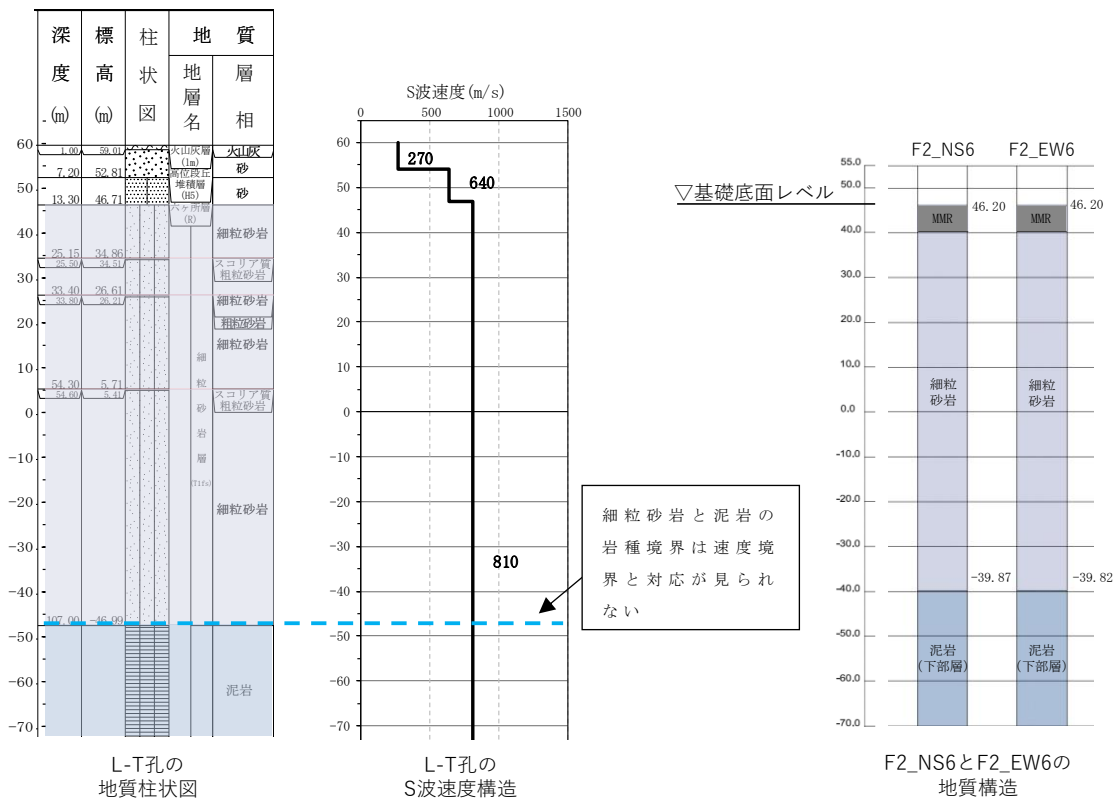 深度(m)
標高(m)
柱状図
地質
地層名
層相
60
50
40
30
20
10
0
-10
-20
-30
-40
-50
-60
-70
1.00 59.01
火山灰層
(lm)
火山灰
7.20 52.81
高位段丘
堆積層
(H5)
砂
13.30 46.71
六ヶ所層
(R)
砂
細粒砂岩
25.15 34.86
25.50 34.51
スコリア質
粗粒砂岩
33.40 26.61
33.80 26.21
細粒砂岩
粗粒砂岩
細粒砂岩
細粒砂岩層
(T1fs)
54.30 5.71
54.60 5.41
スコリア質
粗粒砂岩
細粒砂岩
107.00 -46.99
泥岩
L-T孔の
地質柱状図
S波速度(m/s)
0 500 1000 1500
60
50
40
30
20
10
0
-10
-20
-30
-40
-50
-60
-70
270
640
810
細粒砂岩と泥岩の
岩種境界は速度境
界と対応が見られ
ない
L-T孔の
S波速度構造
▽基礎底面レベル
F2_NS6 F2_EW6
55.0
50.0
40.0
30.0
20.0
10.0
0.0
-10.0
-20.0
-30.0
-40.0
-50.0
-60.0
-70.0
MMR 46.20 MMR 46.20
細粒
砂岩
細粒
砂岩
-39.87 -39.82
泥岩
(下部層)
泥岩
(下部層)
F2_NS6とF2_EW6の
地質構造